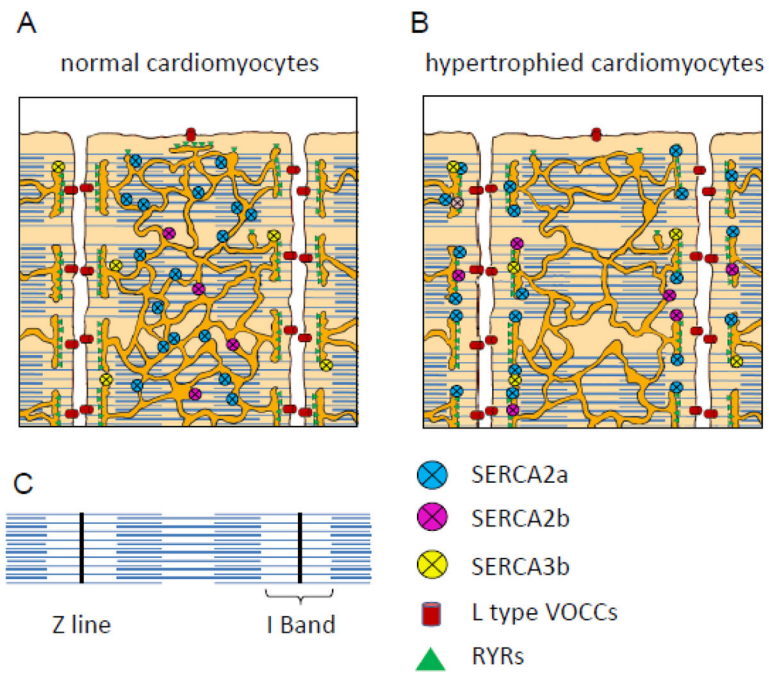 A
normal cardiomyocytes
B
hypertrophied cardiomyocytes
C
Z line
I Band
SERCA2a
SERCA2b
SERCA3b
L type VOCCs
RYRs